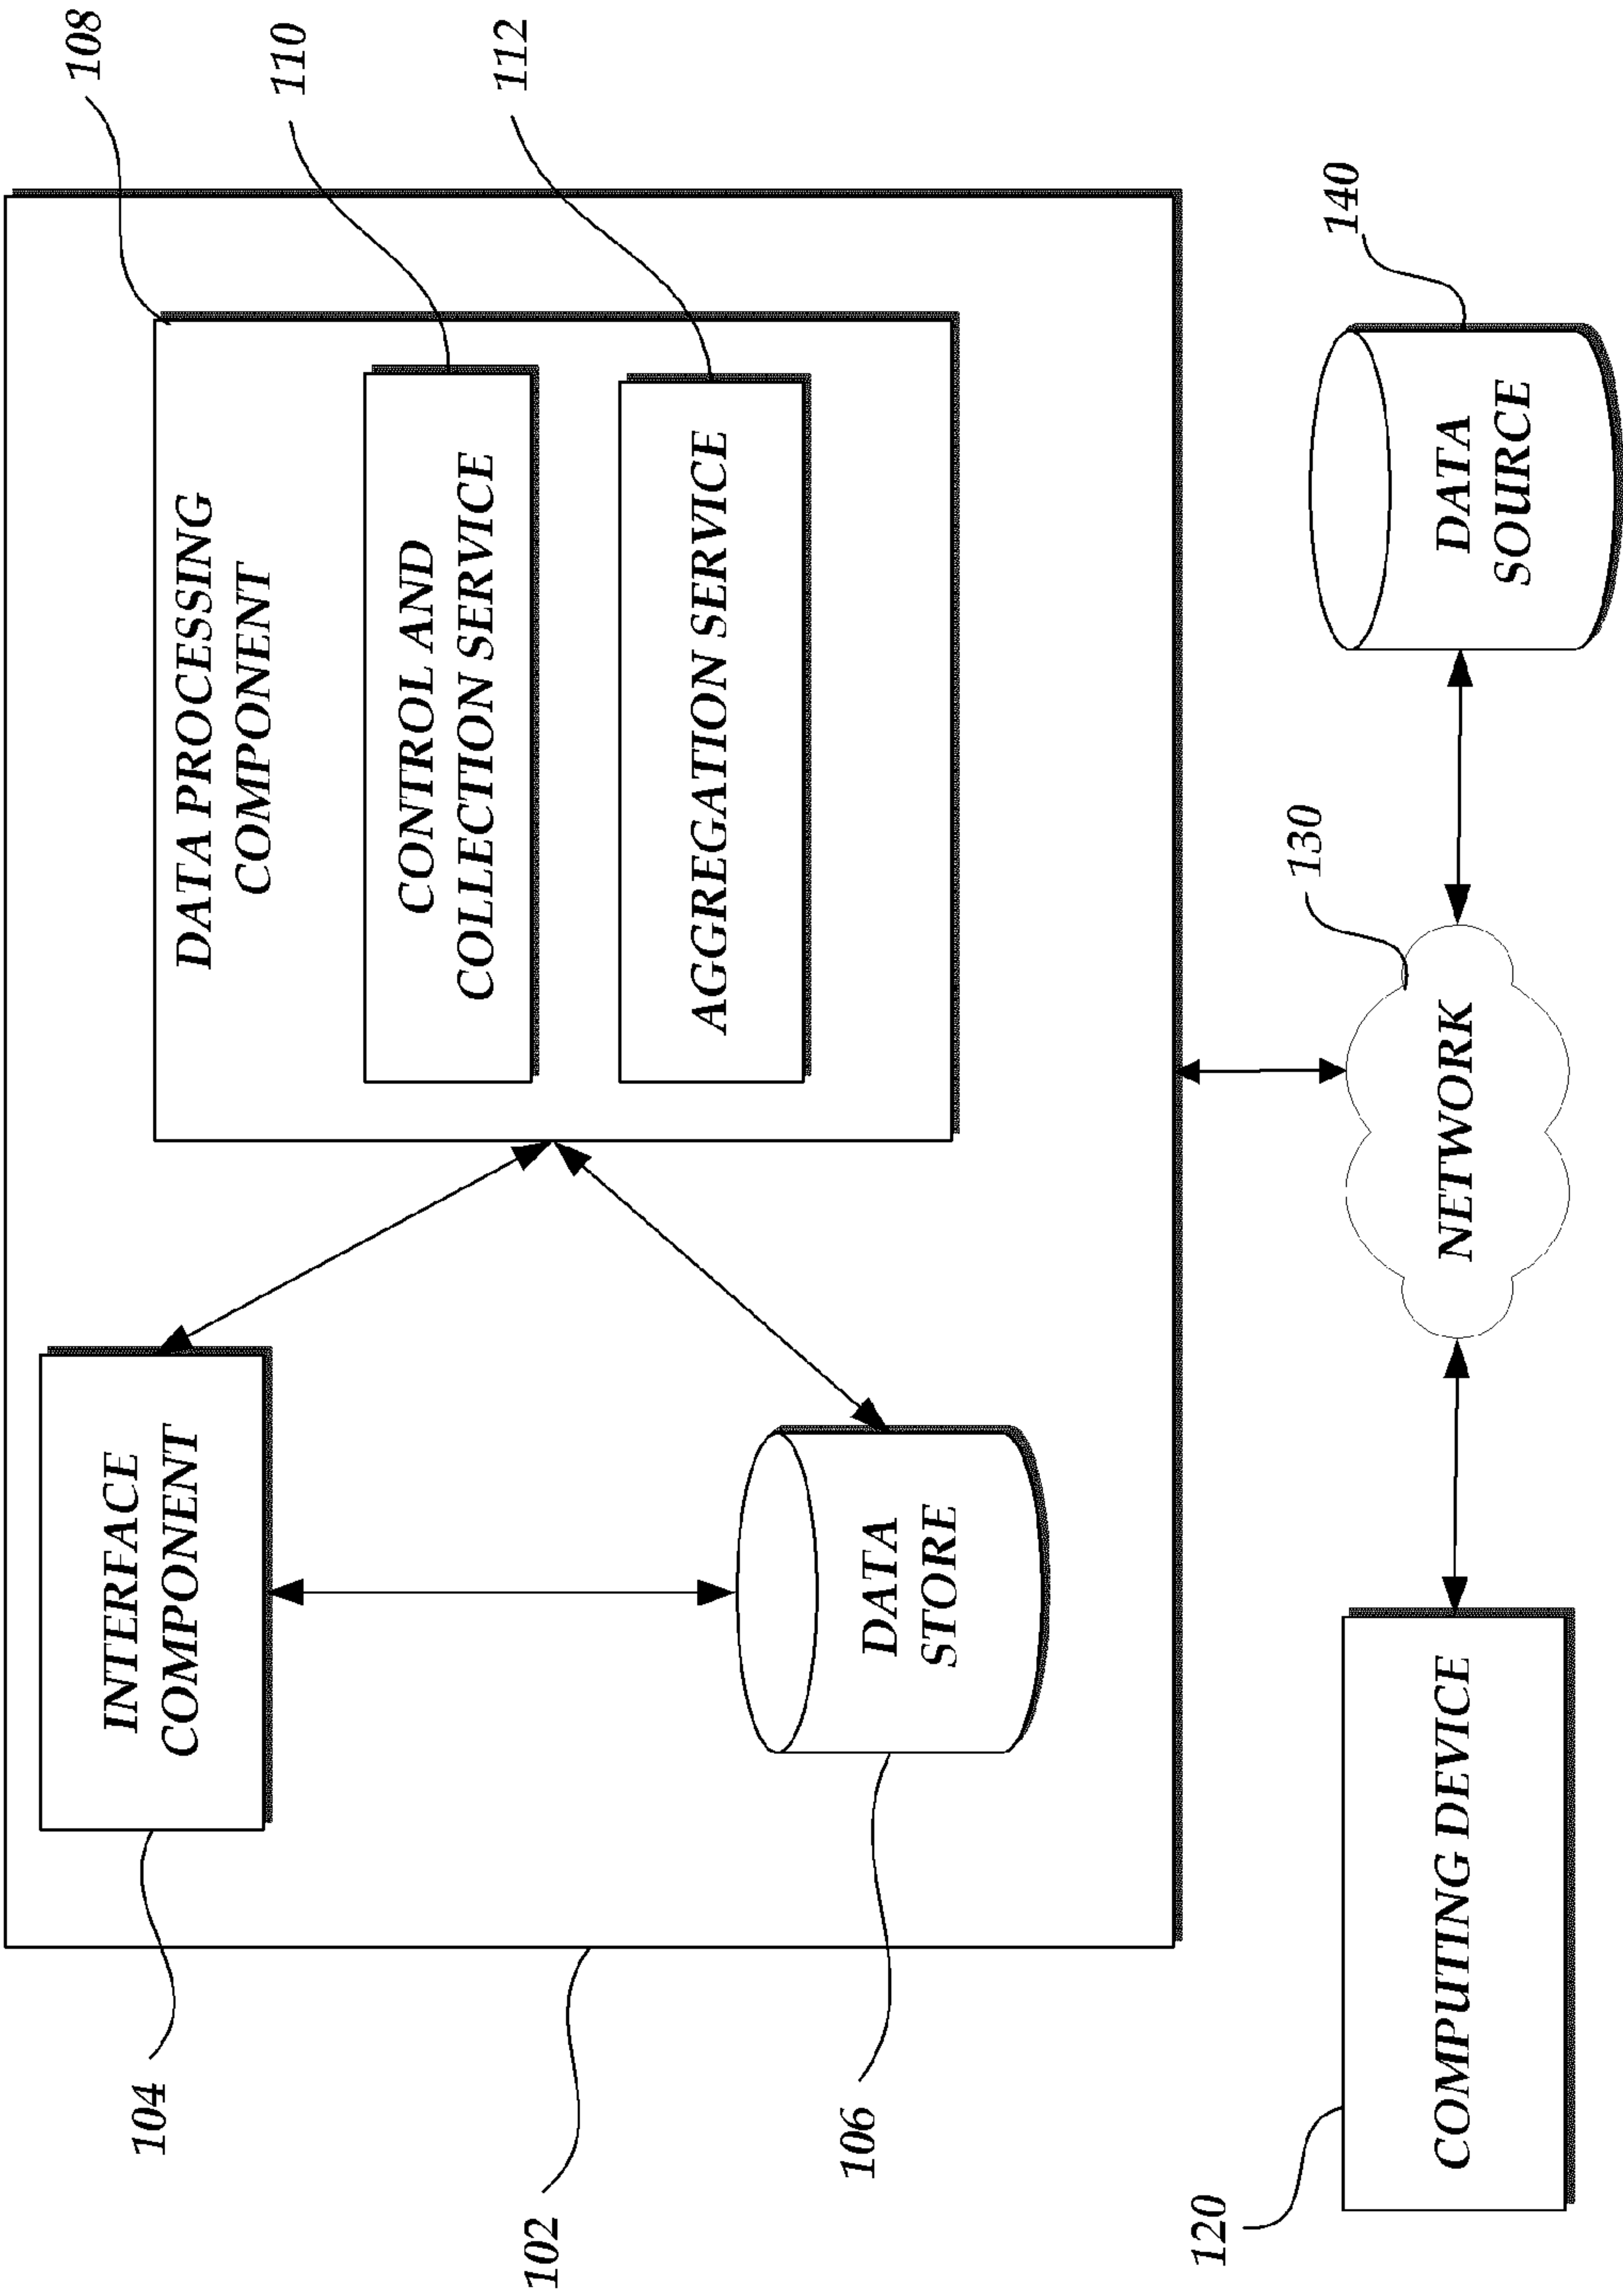 108
110
112
DATA PROCESSING
COMPONENT
CONTROL AND
COLLECTION SERVICE
AGGREGATION SERVICE
INTERFACE
COMPONENT
104
DATA
STORE
106
102
COMPUTING DEVICE
120
NETWORK
130
DATA
SOURCE
140